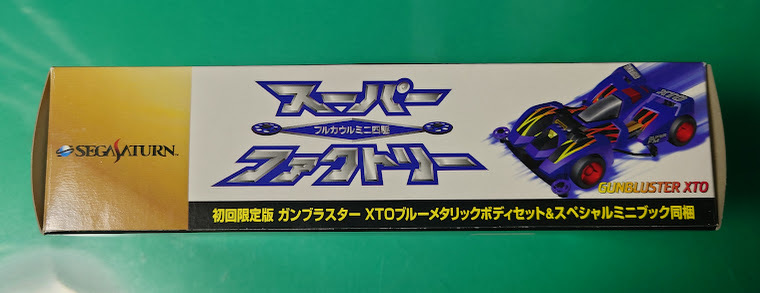 SEGASATURN™
スーパー
フルカウルミニ四駆
ファクトリー
GUNBLUSTER XTO
初回限定版 ガンブラスター XTOブルーメタリックボディセット&スペシャルミニブック同梱